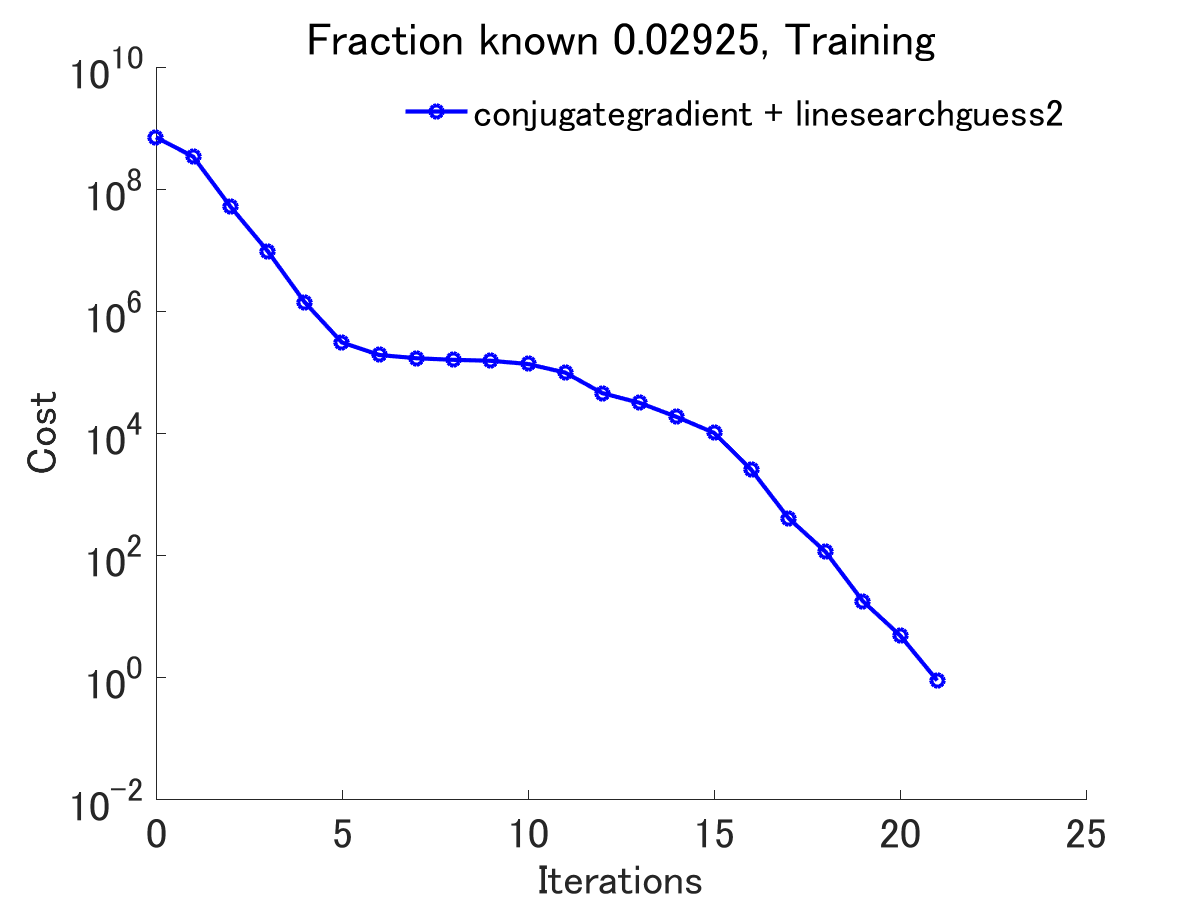 Fraction known 0.02925, Training
conjugategradient + linesearchguess2
10^10
10^8
10^6
10^4
10^2
10^0
10^-2
Cost
0 5 10 15 20 25
Iterations